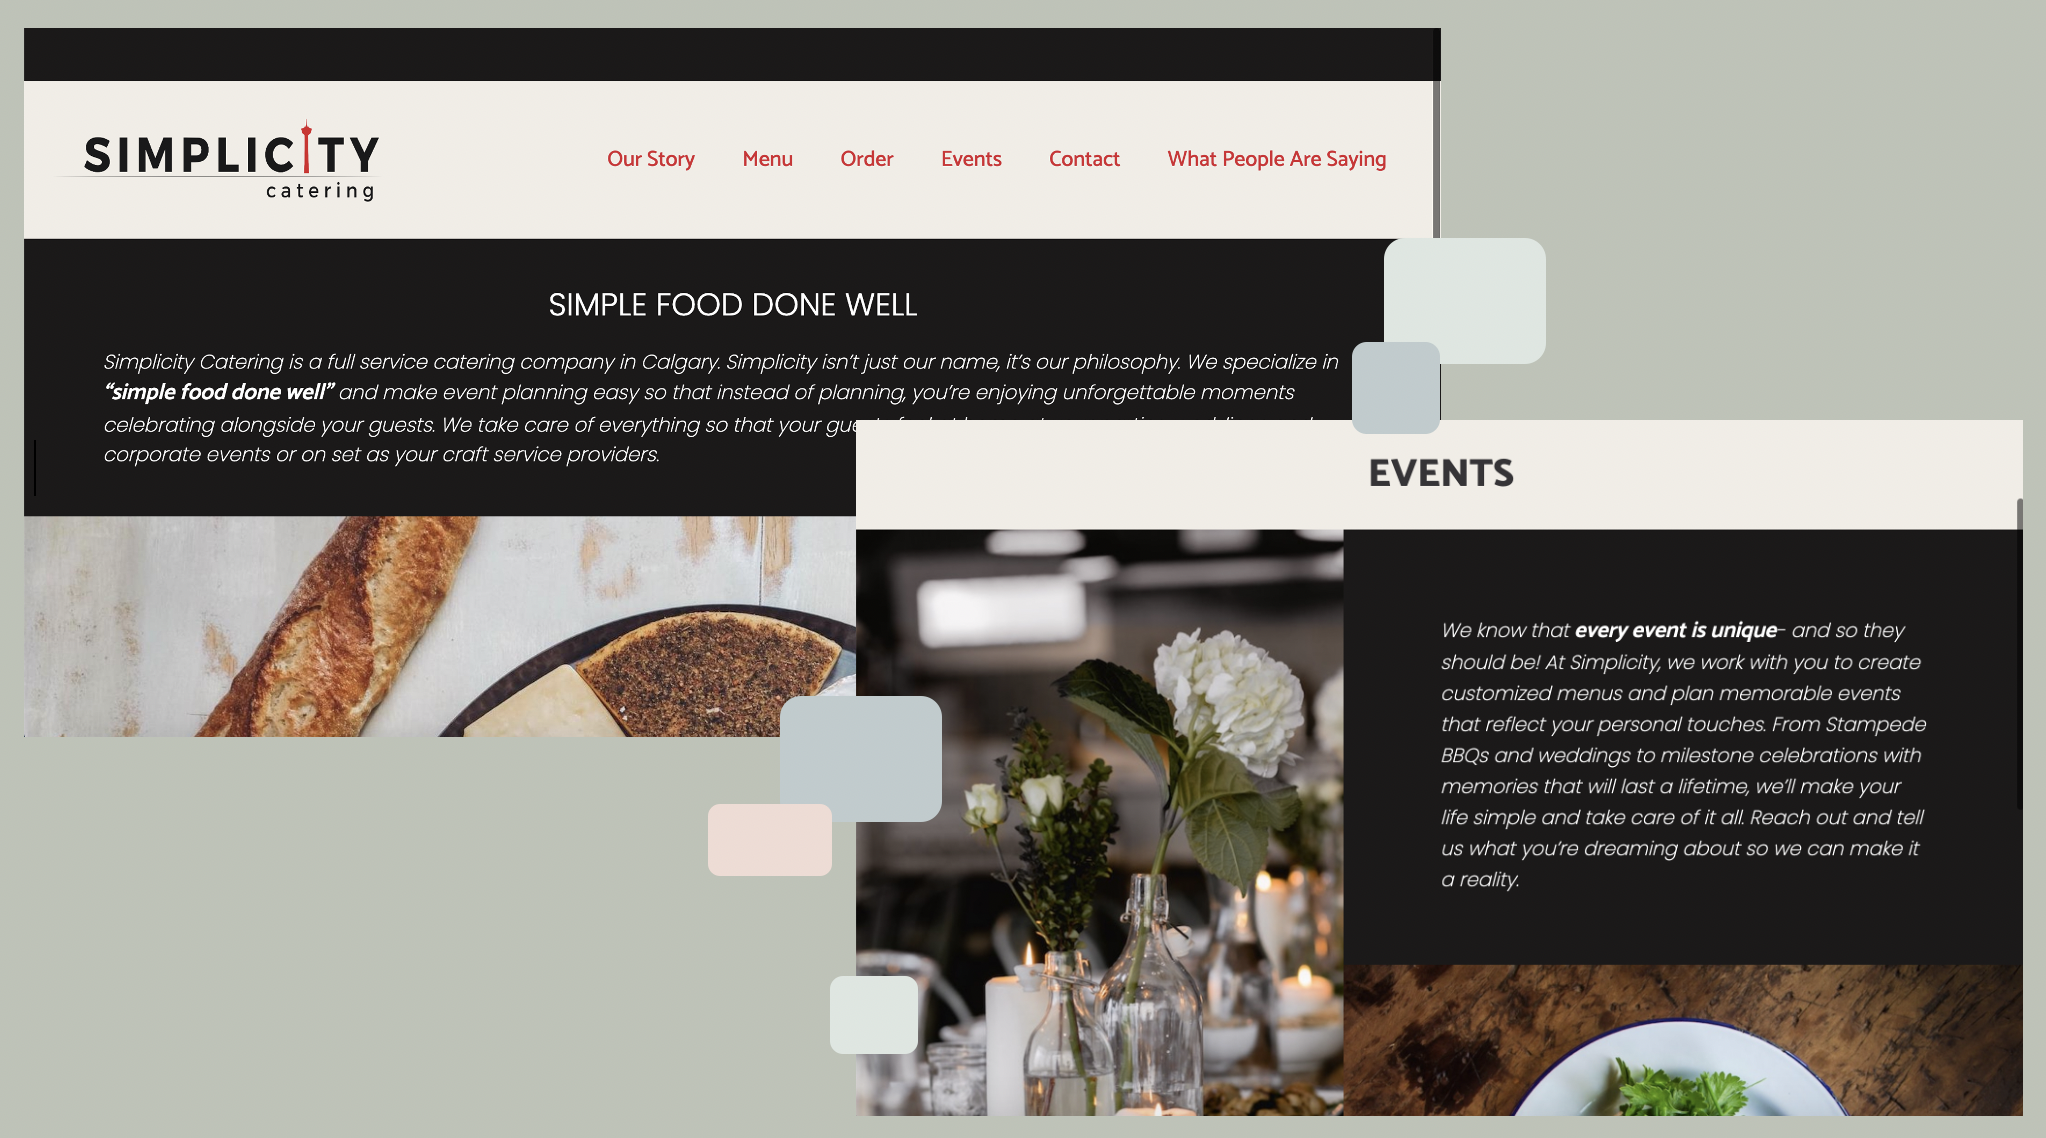 SIMPLICITY
catering
Our Story Menu Order Events Contact What People Are Saying
SIMPLE FOOD DONE WELL
Simplicity Catering is a full service catering company in Calgary. Simplicity isn’t just our name, it’s our philosophy. We specialize in
“simple food done well” and make event planning easy so that instead of planning, you’re enjoying unforgettable moments
celebrating alongside your guests. We take care of everything so that your
corporate events or on set as your craft service providers.
EVENTS
We know that every event is unique– and so they
should be! At Simplicity, we work with you to create
customized menus and plan memorable events
that reflect your personal touches. From Stampede
BBQs and weddings to milestone celebrations with
memories that will last a lifetime, we’ll make your
life simple and take care of it all. Reach out and tell
us what you’re dreaming about so we can make it
a reality.